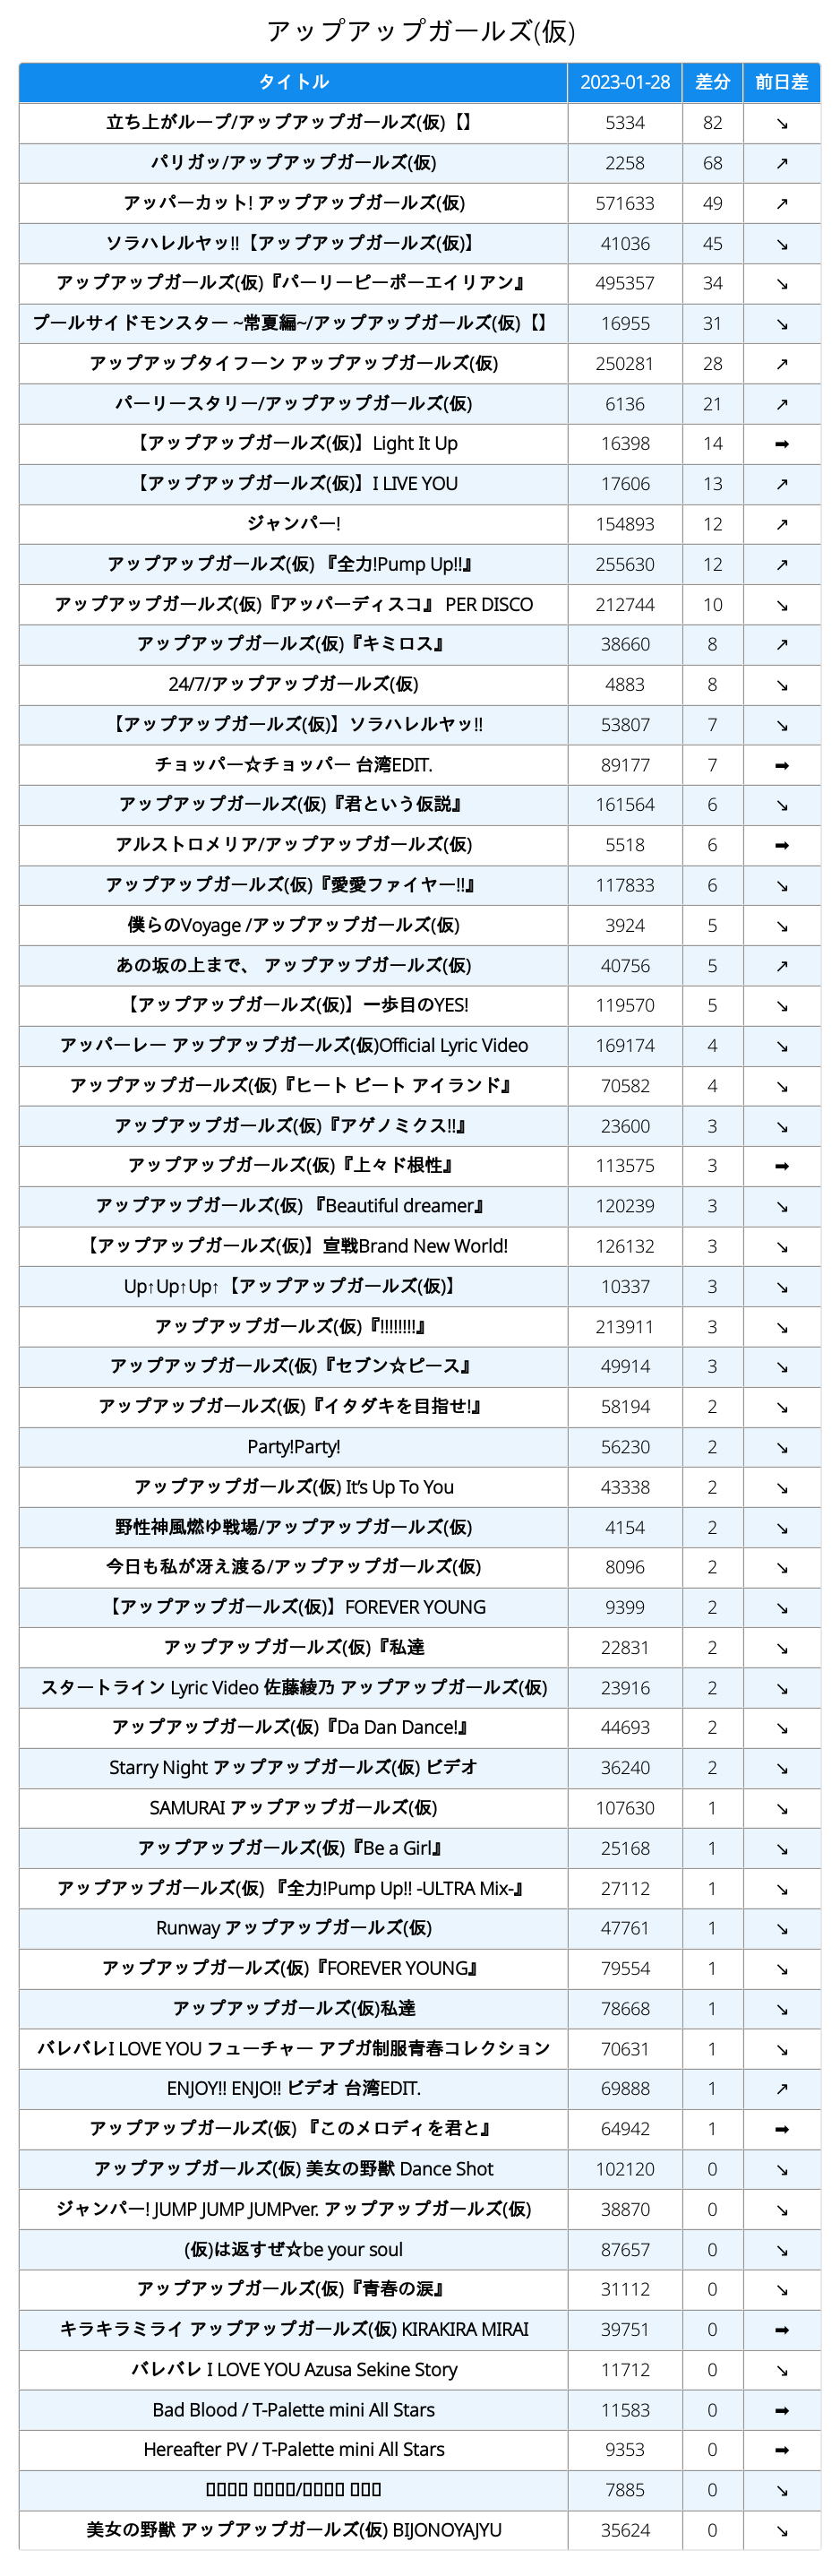 アップアップガールズ(仮)
タイトル 2023-01-28 差分 前日差
立ち上がループ/アップアップガールズ(仮)【】 5334 82 ↘
パリガッ/アップアップガールズ(仮) 2258 68 ↗
アッパーカット! アップアップガールズ(仮) 571633 49 ↗
ソラハレルヤッ!!【アップアップガールズ(仮)】 41036 45 ↘
アップアップガールズ(仮)『パーリーピーポーエイリアン』 495357 34 ↘
プールサイドモンスター ~常夏編~/アップアップガールズ(仮)【】 16955 31 ↘
アップアップタイフーン アップアップガールズ(仮) 250281 28 ↗
パーリースタリー/アップアップガールズ(仮) 6136 21 ↗
【アップアップガールズ(仮)】Light It Up 16398 14 ➡
【アップアップガールズ(仮)】I LIVE YOU 17606 13 ↗
ジャンパー! 154893 12 ↗
アップアップガールズ(仮) 『全力!Pump Up!!』 255630 12 ↗
アップアップガールズ(仮)『アッパーディスコ』 PER DISCO 212744 10 ↘
アップアップガールズ(仮)『キミロス』 38660 8 ↗
24/7/アップアップガールズ(仮) 4883 8 ↘
【アップアップガールズ(仮)】ソラハレルヤッ!! 53807 7 ↘
チョッパー☆チョッパー 台湾EDIT. 89177 7 ➡
アップアップガールズ(仮)『君という仮説』 161564 6 ↘
アルストロメリア/アップアップガールズ(仮) 5518 6 ➡
アップアップガールズ(仮)『愛愛ファイヤー!!』 117833 6 ↘
僕らのVoyage /アップアップガールズ(仮) 3924 5 ↘
あの坂の上まで、 アップアップガールズ(仮) 40756 5 ↗
【アップアップガールズ(仮)】一歩目のYES! 119570 5 ↘
アッパーレー アップアップガールズ(仮)Official Lyric Video 169174 4 ↘
アップアップガールズ(仮)『ヒート ビート アイランド』 70582 4 ↘
アップアップガールズ(仮)『アゲノミクス!!』 23600 3 ↘
アップアップガールズ(仮)『上々ド根性』 113575 3 ➡
アップアップガールズ(仮) 『Beautiful dreamer』 120239 3 ↘
【アップアップガールズ(仮)】宣戦Brand New World! 126132 3 ↘
Up↑Up↑Up↑【アップアップガールズ(仮)】 10337 3 ↘
アップアップガールズ(仮)『!!!!!!!!』 213911 3 ↘
アップアップガールズ(仮)『セブン☆ピース』 49914 3 ↘
アップアップガールズ(仮)『イタダキを目指せ!』 58194 2 ↘
Party!Party! 56230 2 ↘
アップアップガールズ(仮) It's Up To You 43338 2 ↘
野性神風燃ゆ戦場/アップアップガールズ(仮) 4154 2 ↘
今日も私が冴え渡る/アップアップガールズ(仮) 8096 2 ↘
【アップアップガールズ(仮)】FOREVER YOUNG 9399 2 ↘
アップアップガールズ(仮)『私達 22831 2 ↘
スタートライン Lyric Video 佐藤綾乃 アップアップガールズ(仮) 23916 2 ↘
アップアップガールズ(仮)『Da Dan Dance!』 44693 2 ↘
Starry Night アップアップガールズ(仮) ビデオ 36240 2 ↘
SAMURAI アップアップガールズ(仮) 107630 1 ↘
アップアップガールズ(仮)『Be a Girl』 25168 1 ↘
アップアップガールズ(仮) 『全力!Pump Up!! -ULTRA Mix-』 27112 1 ↘
Runway アップアップガールズ(仮) 47761 1 ↘
アップアップガールズ(仮)『FOREVER YOUNG』 79554 1 ↘
アップアップガールズ(仮)私達 78668 1 ↘
バレバレI LOVE YOU フューチャー アプガ制服青春コレクション 70631 1 ↘
ENJOY!! ENJO!! ビデオ 台湾EDIT. 69888 1 ↗
アップアップガールズ(仮) 『このメロディを君と』 64942 1 ➡
アップアップガールズ(仮) 美女の野獣 Dance Shot 102120 0 ↘
ジャンパー! JUMP JUMP JUMPver. アップアップガールズ(仮) 38870 0 ↘
(仮)は返すぜ☆be your soul 87657 0 ↘
アップアップガールズ(仮)『青春の涙』 31112 0 ↘
キラキラミライ アップアップガールズ(仮) KIRAKIRA MIRAI 39751 0 ➡
バレバレ I LOVE YOU Azusa Sekine Story 11712 0 ↘
Bad Blood / T-Palette mini All Stars 11583 0 ➡
Hereafter PV / T-Palette mini All Stars 9353 0 ➡
/ 7885 0 ↘
美女の野獣 アップアップガールズ(仮) BIJONOYAJYU 35624 0 ↘